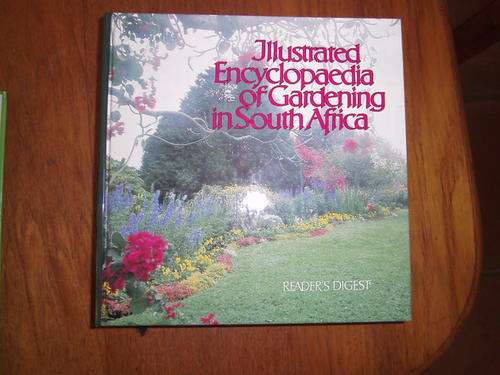 Illustrated
Encyclopaedia
of Gardening
in South Africa
READER'S DIGEST